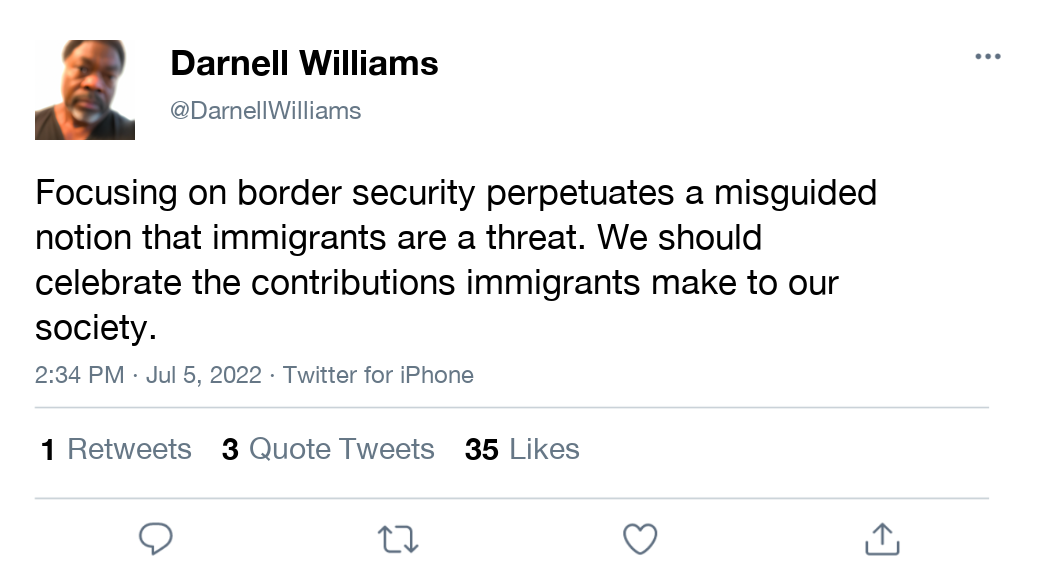 Darnell Williams
@DarnellWilliams
Focusing on border security perpetuates a misguided
notion that immigrants are a threat. We should
celebrate the contributions immigrants make to our
society.
2:34 PM · Jul 5, 2022 · Twitter for iPhone
1 Retweets 3 Quote Tweets 35 Likes